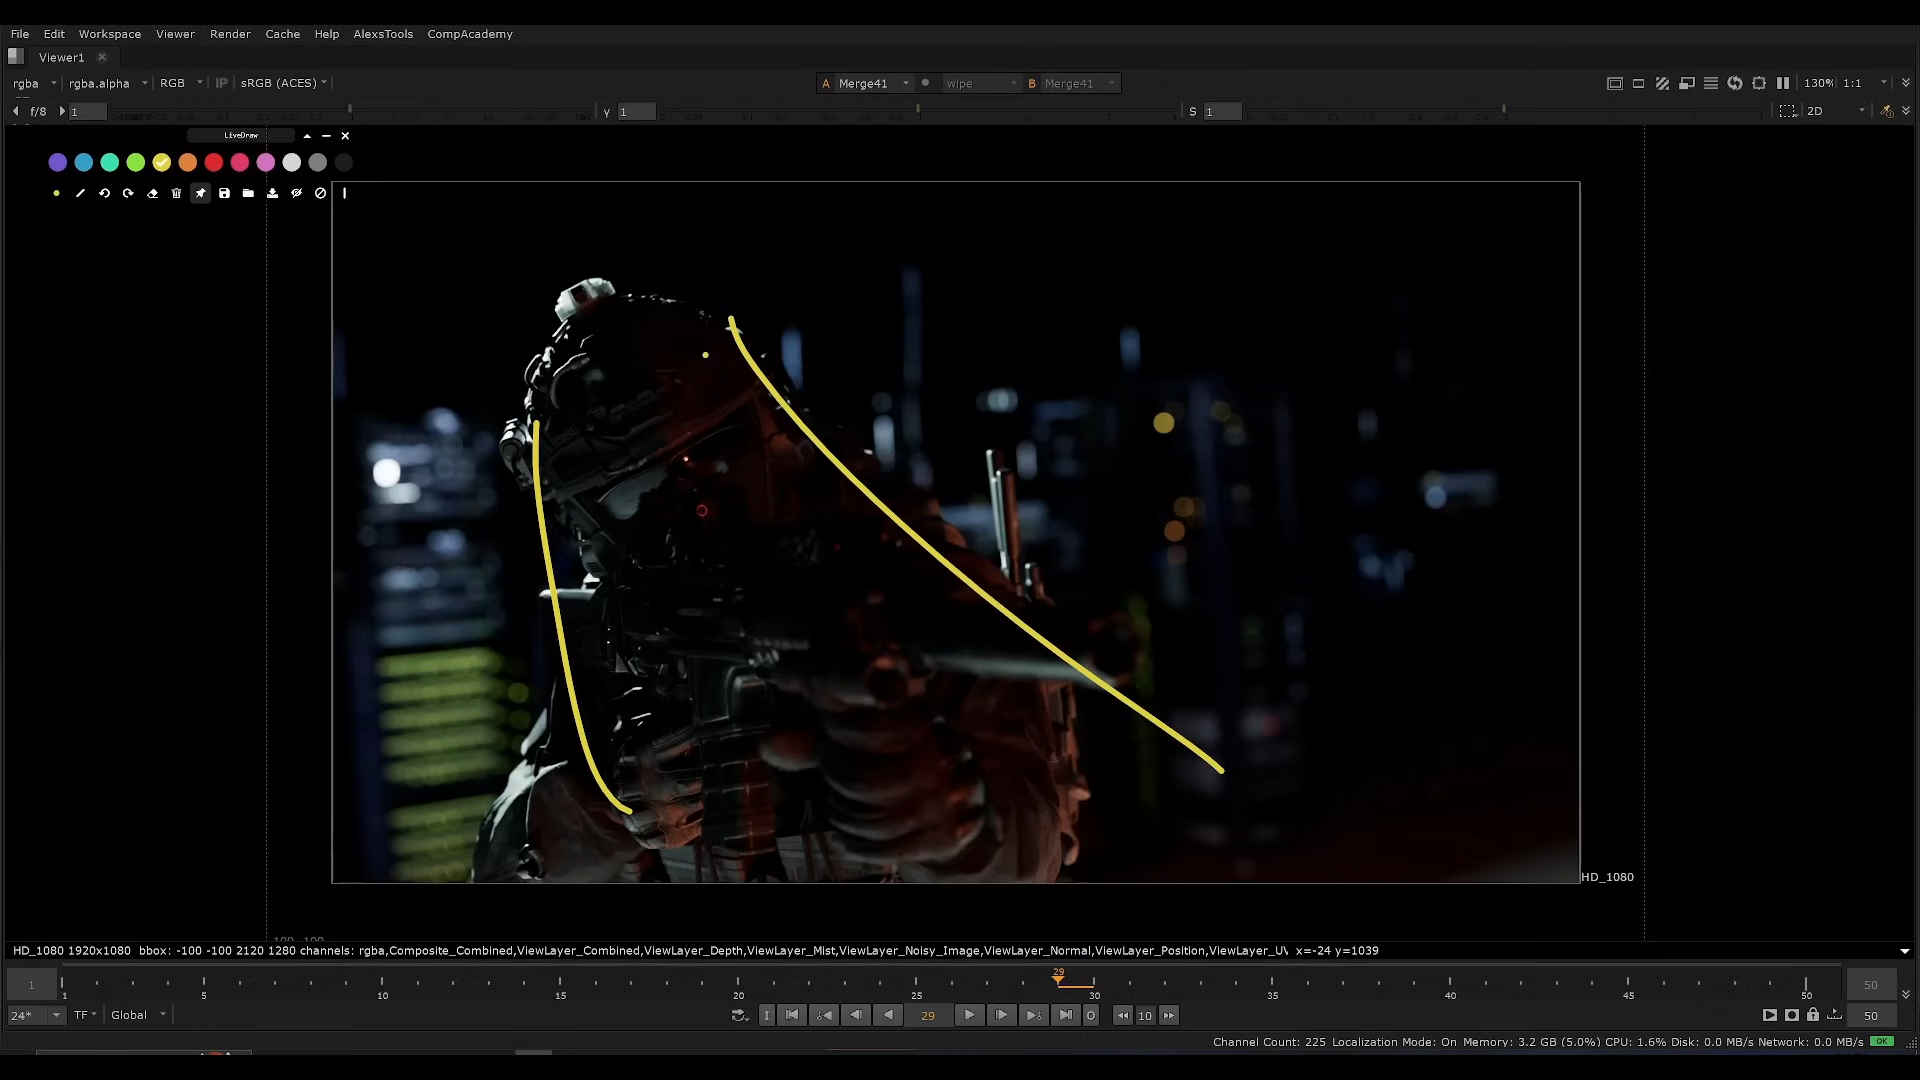 File Edit Workspace Viewer Render Cache Help AlexsTools CompAcademy
Viewer1
rgba rgba.alpha RGB IP sRGB (ACES) A Merge41 wipe B Merge41 130% 1:1
f/8 1 Y 1 S 1 2D
LiveDraw
HD_1080
HD_1080 1920x1080 bbox: -100 -100 2120 1280 channels: rgba,Composite_Combined,ViewLayer_Combined,ViewLayer_Depth,ViewLayer_Mist,ViewLayer_Noisy_Image,ViewLayer_Normal,ViewLayer_Position,ViewLayer_U x=-24 y=1039
29
1 50
1 5 10 15 20 25 30 35 40 45 50
24* TF Global I 29 O 10 50
Channel Count: 225 Localization Mode: On Memory: 3.2 GB (5.0%) CPU: 1.6% Disk: 0.0 MB/s Network: 0.0 MB/s OK